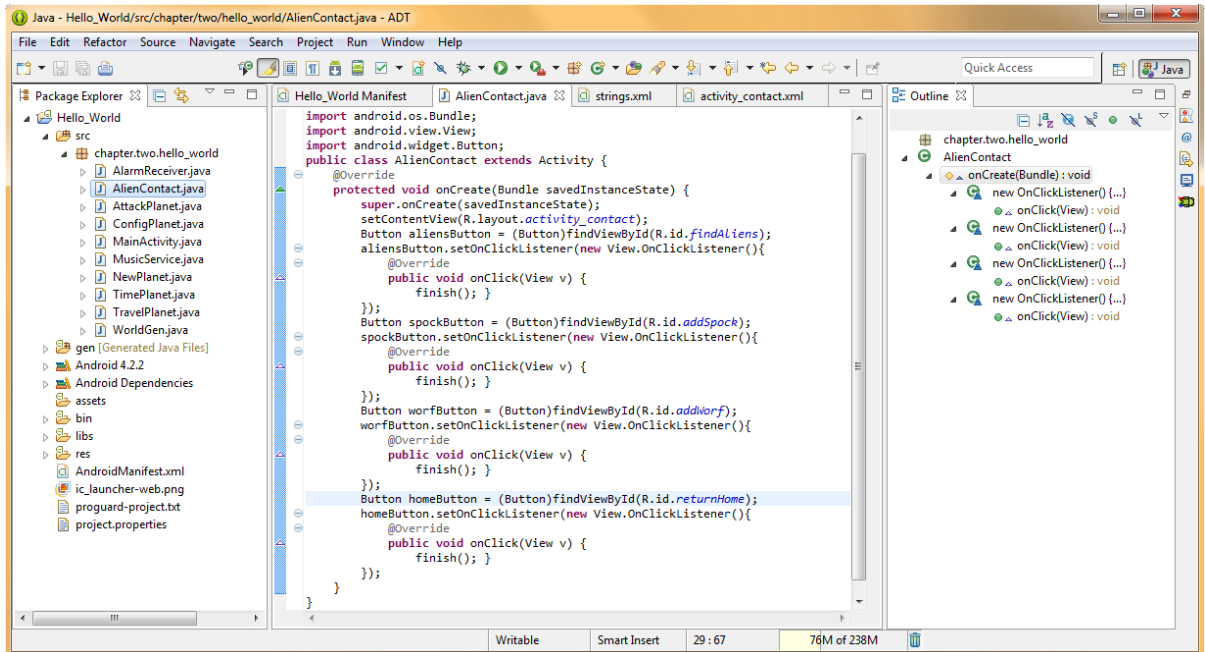 Java - Hello_World/src/chapter/two/hello_world/AlienContact.java - ADT
File Edit Refactor Source Navigate Search Project Run Window Help
Quick Access
Java
Package Explorer
Hello_World
src
chapter.two.hello_world
AlarmReceiver.java
AlienContact.java
AttackPlanet.java
ConfigPlanet.java
MainActivity.java
MusicService.java
NewPlanet.java
TimePlanet.java
TravelPlanet.java
WorldGen.java
gen [Generated Java Files]
Android 4.2.2
Android Dependencies
assets
bin
libs
res
AndroidManifest.xml
ic_launcher-web.png
proguard-project.txt
project.properties
Hello_World Manifest AlienContact.java strings.xml activity_contact.xml
import android.os.Bundle;
import android.view.View;
import android.widget.Button;
public class AlienContact extends Activity {
@Override
protected void onCreate(Bundle savedInstanceState) {
super.onCreate(savedInstanceState);
setContentView(R.layout.activity_contact);
Button aliensButton = (Button)findViewById(R.id.findAliens);
aliensButton.setOnClickListener(new View.OnClickListener(){
@Override
public void onClick(View v) {
finish(); }
});
Button spockButton = (Button)findViewById(R.id.addSpock);
spockButton.setOnClickListener(new View.OnClickListener(){
@Override
public void onClick(View v) {
finish(); }
});
Button worfButton = (Button)findViewById(R.id.addWorf);
worfButton.setOnClickListener(new View.OnClickListener(){
@Override
public void onClick(View v) {
finish(); }
});
Button homeButton = (Button)findViewById(R.id.returnHome);
homeButton.setOnClickListener(new View.OnClickListener(){
@Override
public void onClick(View v) {
finish(); }
});
}
}
Outline
chapter.two.hello_world
AlienContact
onCreate(Bundle) : void
new OnClickListener() {...}
onClick(View) : void
new OnClickListener() {...}
onClick(View) : void
new OnClickListener() {...}
onClick(View) : void
new OnClickListener() {...}
onClick(View) : void
Writable Smart Insert 29 : 67 76M of 238M